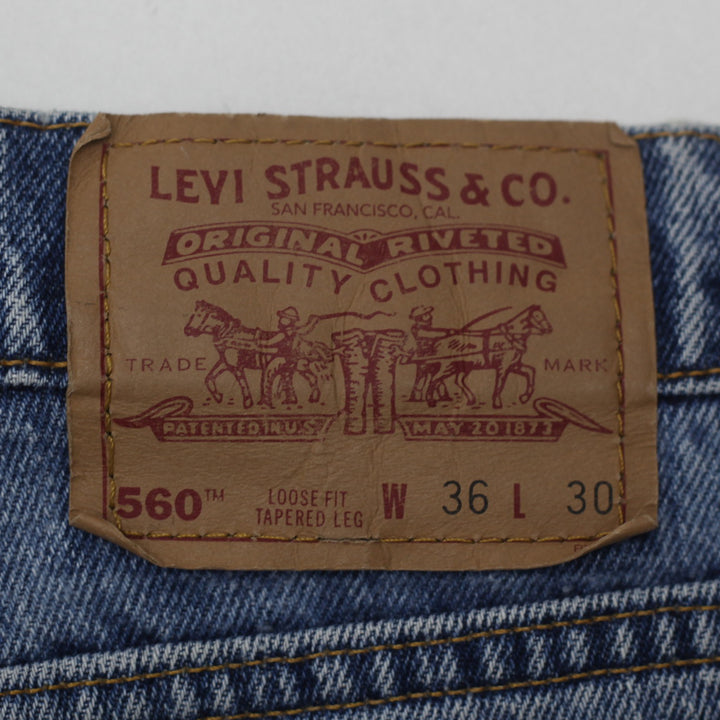 LEVI STRAUSS & CO.
SAN FRANCISCO, CAL.
ORIGINAL RIVETED
QUALITY CLOTHING
TRADE MARK
PATENTED IN U.S. MAY 20 1873
560™ LOOSE FIT W 36 L 30
TAPERED LEG